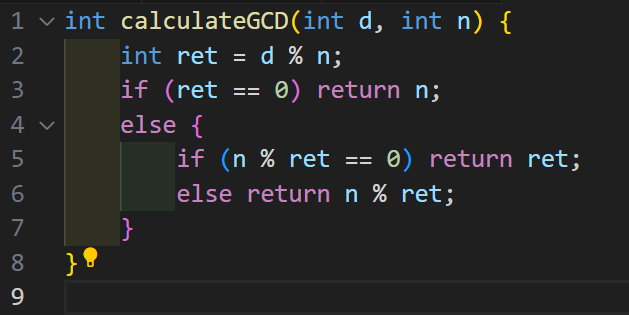 1 int calculateGCD(int d, int n) {
2     int ret = d % n;
3     if (ret == 0) return n;
4     else {
5         if (n % ret == 0) return ret;
6         else return n % ret;
7     }
8 }
9